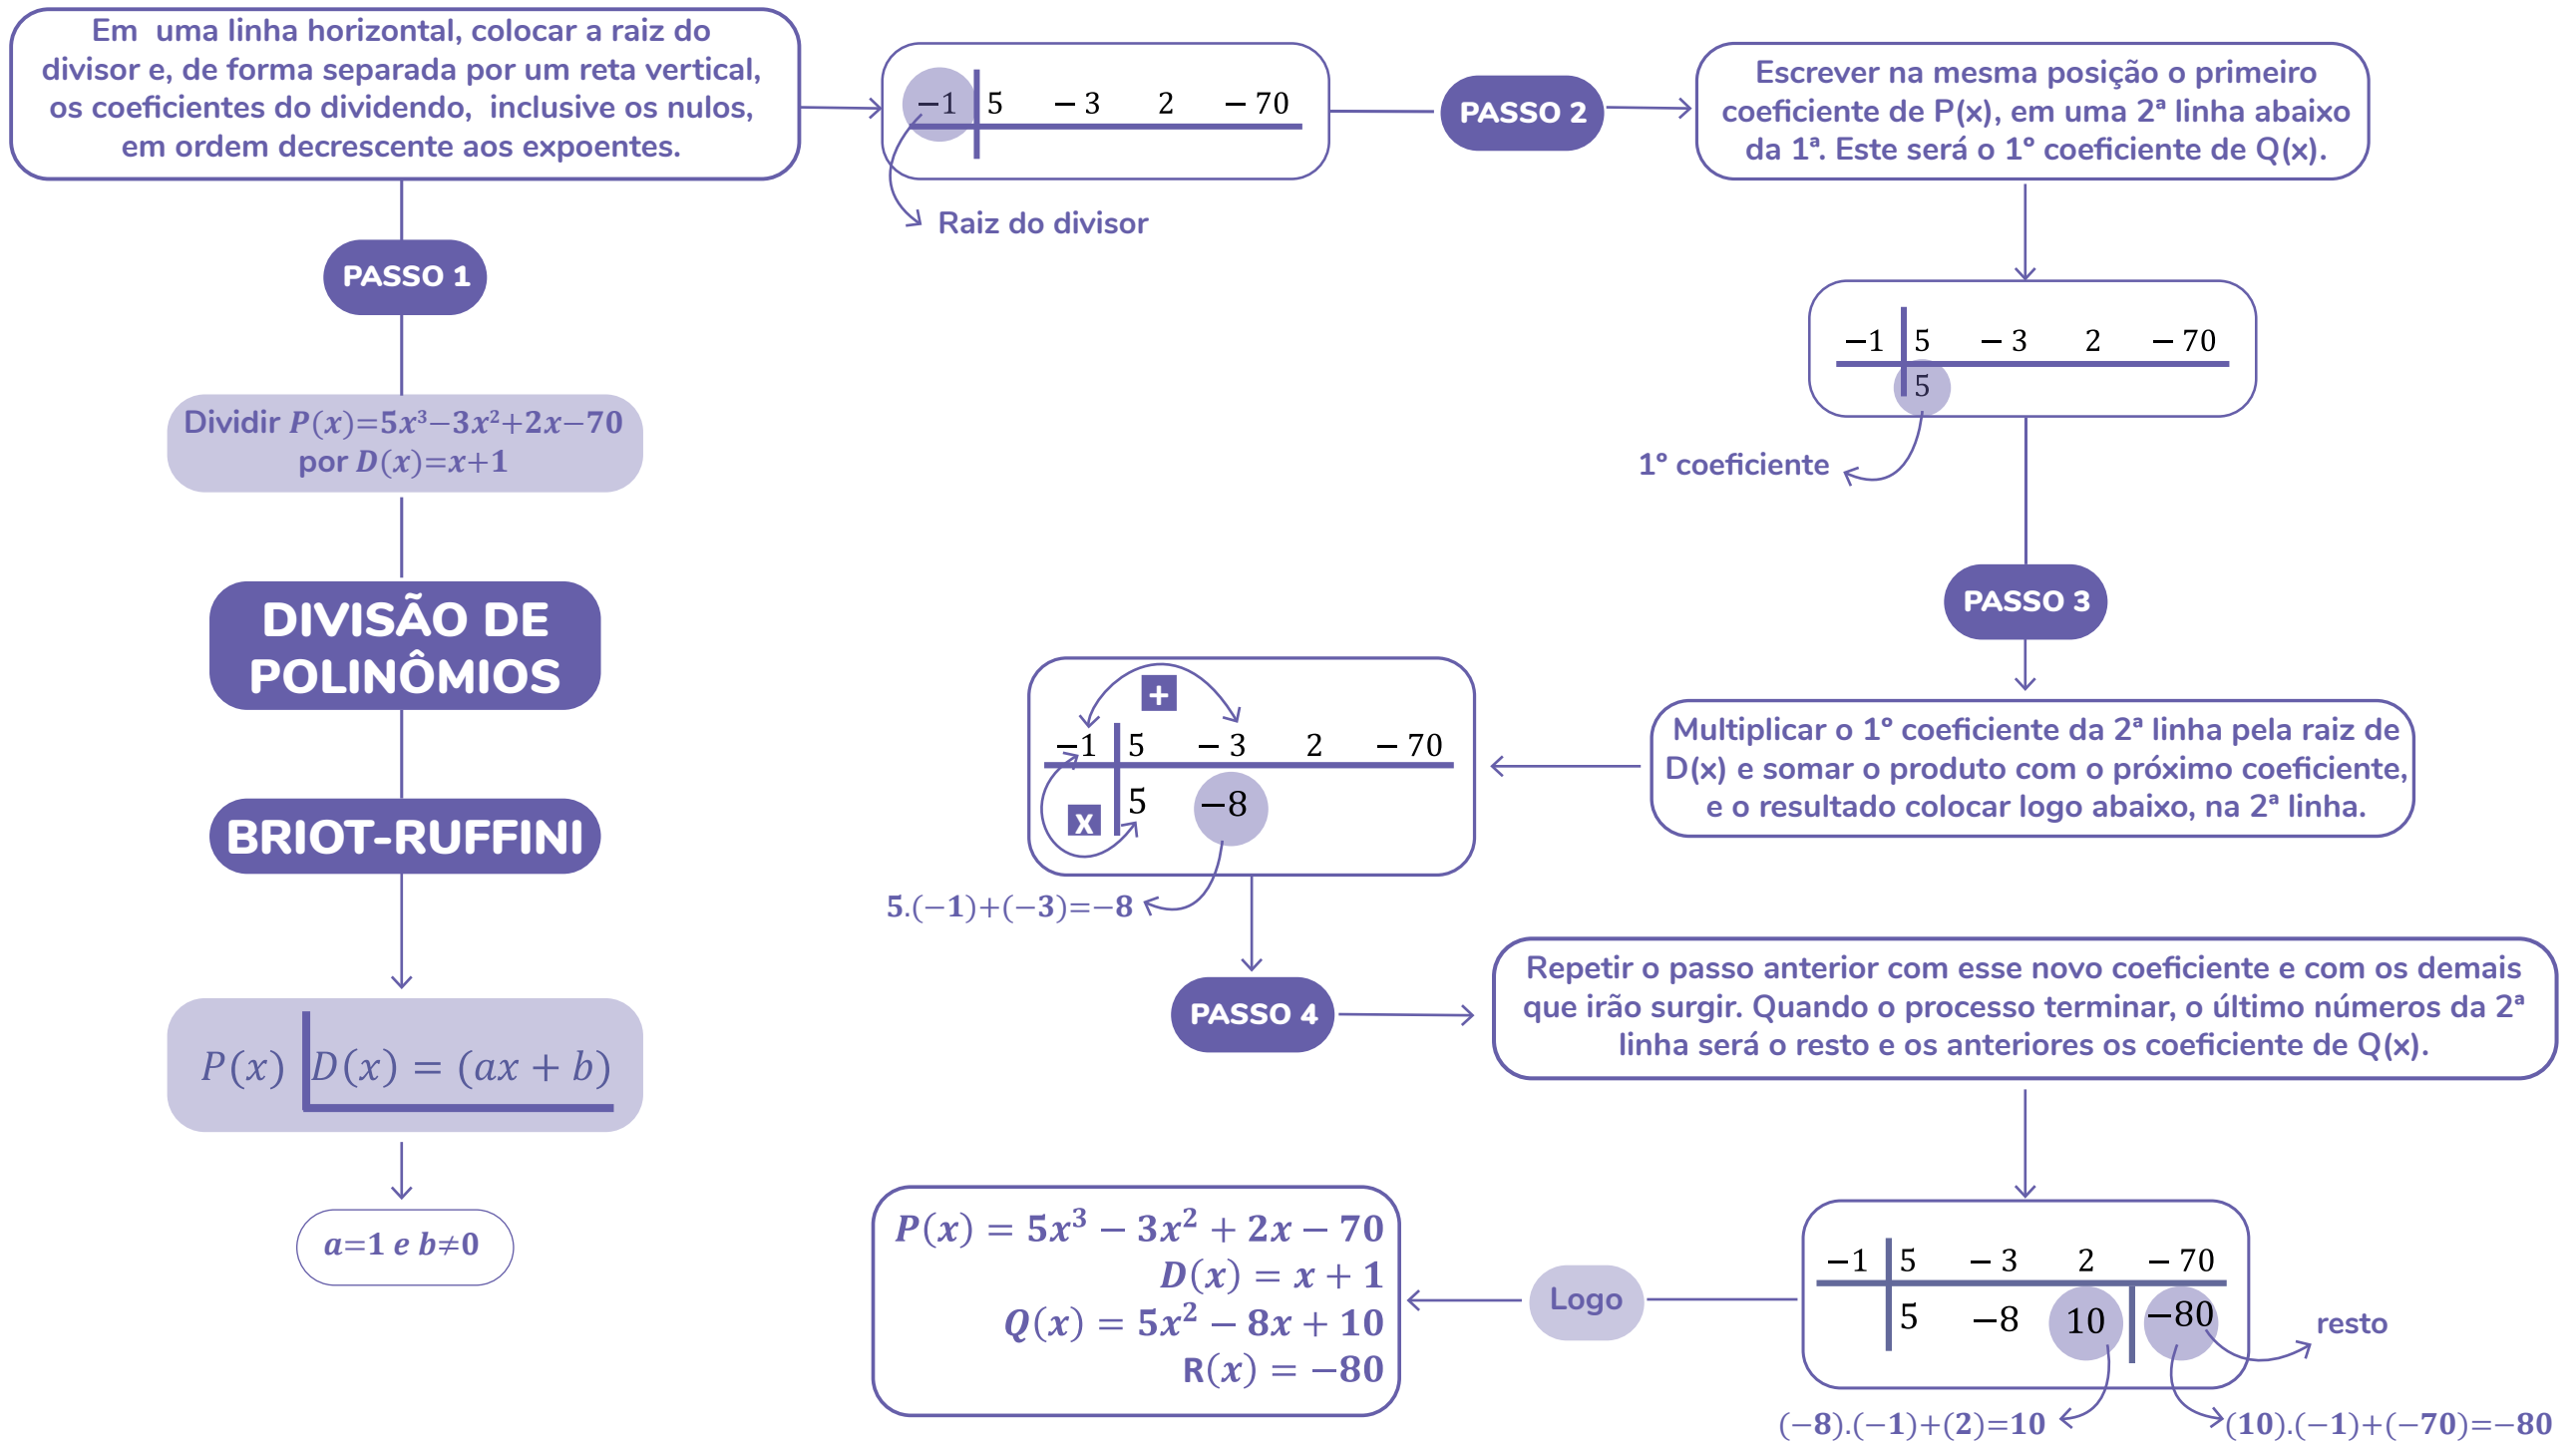 DIVISÃO DE
POLINÔMIOS
BRIOT-RUFFINI
P(x) D(x) = (ax + b)
a=1 e b≠0
Dividir P(x)=5x³−3x²+2x−70
por D(x)=x+1
PASSO 1
Em uma linha horizontal, colocar a raiz do
divisor e, de forma separada por um reta vertical,
os coeficientes do dividendo, inclusive os nulos,
em ordem decrescente aos expoentes.
−1 5 − 3 2 − 70
Raiz do divisor
PASSO 2
Escrever na mesma posição o primeiro
coeficiente de P(x), em uma 2ª linha abaixo
da 1ª. Este será o 1º coeficiente de Q(x).
−1 5 − 3 2 − 70
5
1º coeficiente
PASSO 3
Multiplicar o 1º coeficiente da 2ª linha pela raiz de
D(x) e somar o produto com o próximo coeficiente,
e o resultado colocar logo abaixo, na 2ª linha.
+
−1 5 − 3 2 − 70
x 5 −8
5.(−1)+(−3)=−8
PASSO 4
Repetir o passo anterior com esse novo coeficiente e com os demais
que irão surgir. Quando o processo terminar, o último números da 2ª
linha será o resto e os anteriores os coeficiente de Q(x).
−1 5 − 3 2 − 70
5 −8 10 −80
resto
(−8).(−1)+(2)=10
(10).(−1)+(−70)=−80
Logo
P(x) = 5x³ − 3x² + 2x − 70
D(x) = x + 1
Q(x) = 5x² − 8x + 10
R(x) = −80